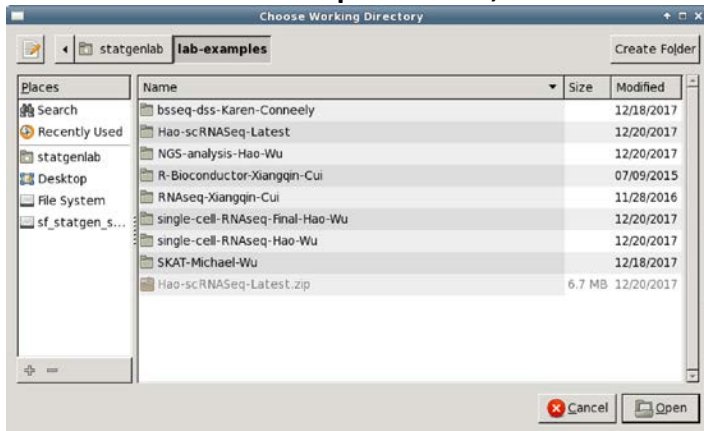 Choose Working Directory
statgenlab lab-examples Create Folder
Places Name Size Modified
Search bsseq-dss-Karen-Conneely 12/18/2017
Recently Used Hao-scRNASeq-Latest 12/20/2017
statgenlab NGS-analysis-Hao-Wu 12/20/2017
Desktop R-Bioconductor-Xiangqin-Cui 07/09/2015
File System RNAseq-Xiangqin-Cui 11/28/2016
sf_statgen_s... single-cell-RNAseq-Final-Hao-Wu 12/20/2017
single-cell-RNAseq-Hao-Wu 12/20/2017
SKAT-Michael-Wu 12/18/2017
Hao-scRNASeq-Latest.zip 6.7 MB 12/20/2017
Cancel Open